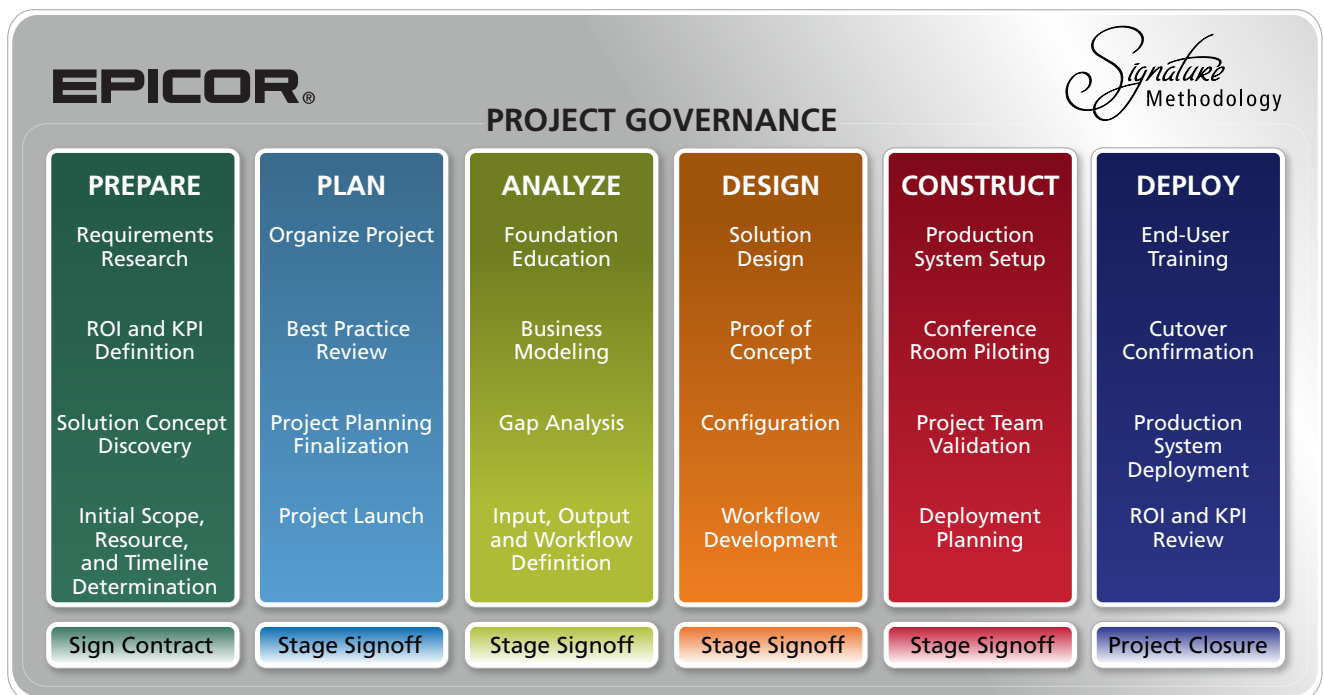 EPICOR®
Signature
Methodology
PROJECT GOVERNANCE
PREPARE
Requirements
Research
ROI and KPI
Definition
Solution Concept
Discovery
Initial Scope,
Resource,
and Timeline
Determination
Sign Contract
PLAN
Organize Project
Best Practice
Review
Project Planning
Finalization
Project Launch
Stage Signoff
ANALYZE
Foundation
Education
Business
Modeling
Gap Analysis
Input, Output
and Workflow
Definition
Stage Signoff
DESIGN
Solution
Design
Proof of
Concept
Configuration
Workflow
Development
Stage Signoff
CONSTRUCT
Production
System Setup
Conference
Room Piloting
Project Team
Validation
Deployment
Planning
Stage Signoff
DEPLOY
End-User
Training
Cutover
Confirmation
Production
System
Deployment
ROI and KPI
Review
Project Closure